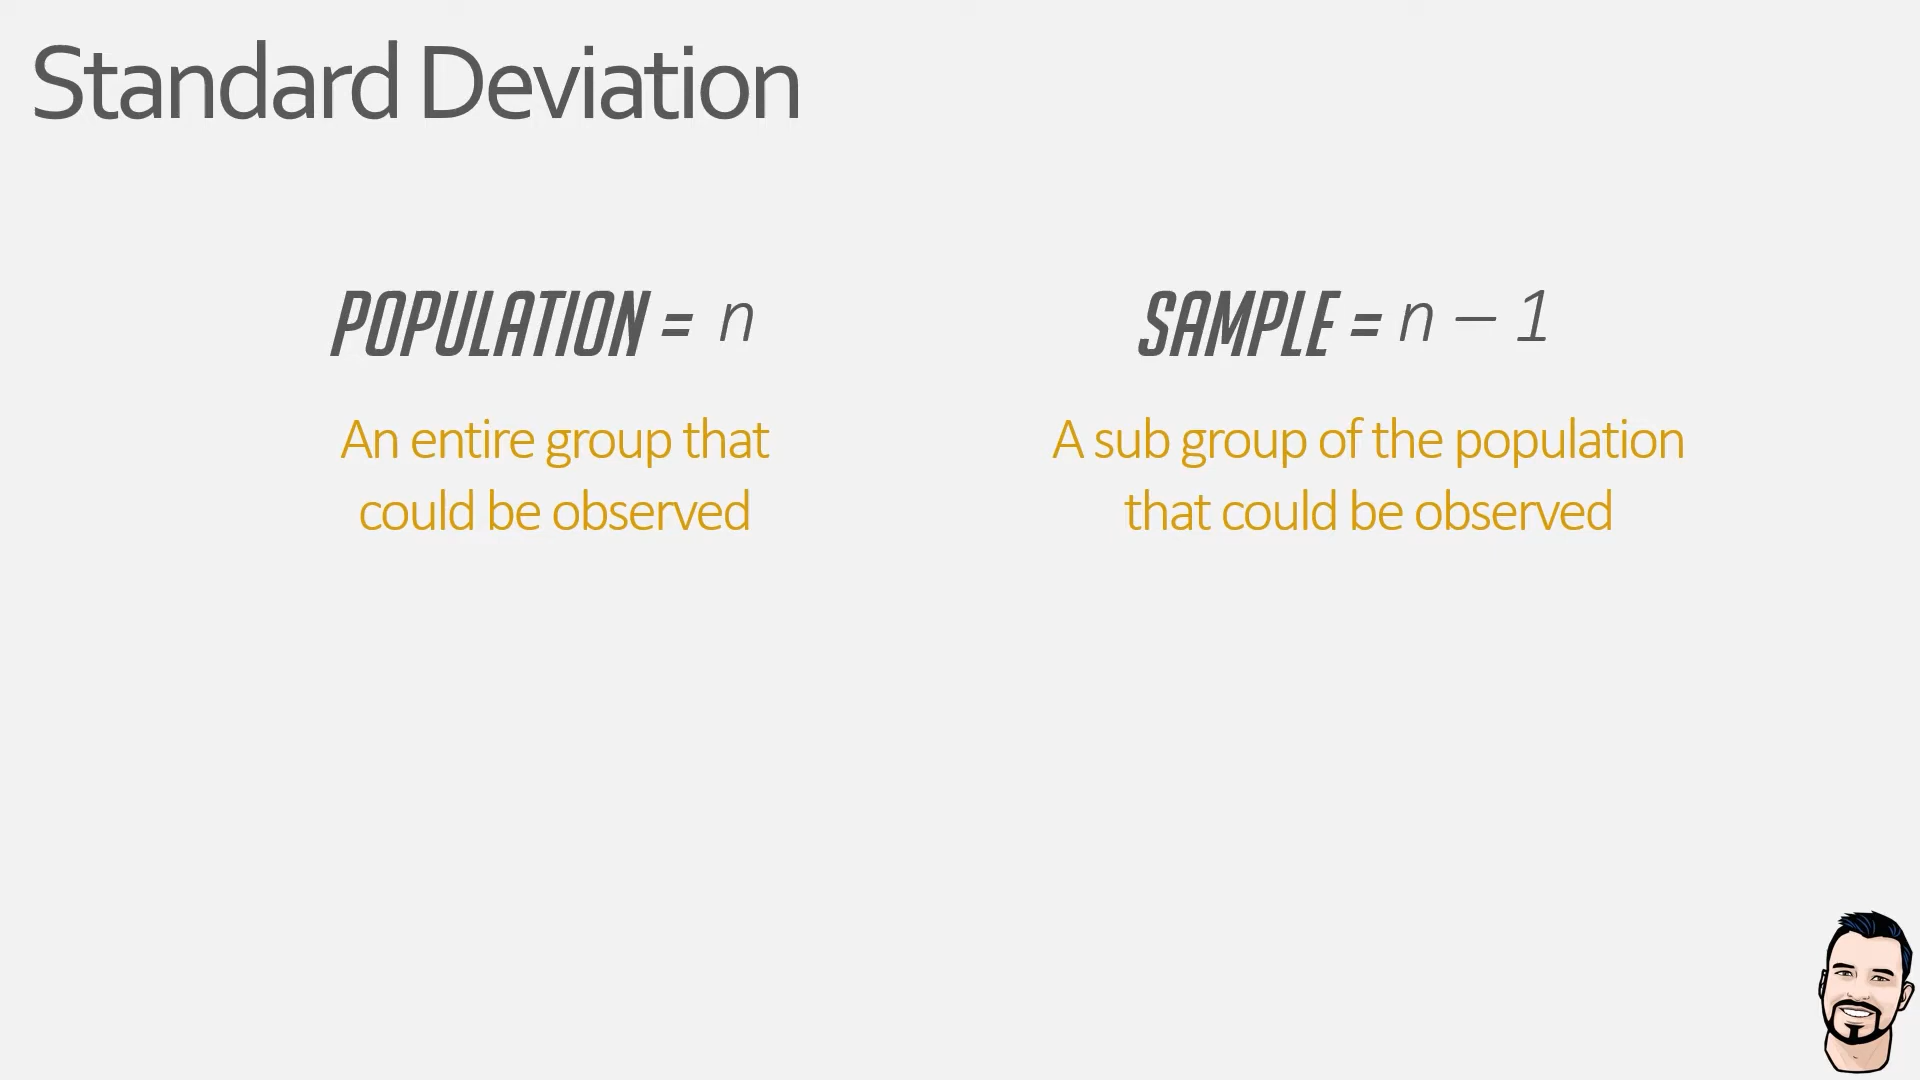 Standard Deviation
POPULATION = n
An entire group that
could be observed
SAMPLE = n − 1
A sub group of the population
that could be observed